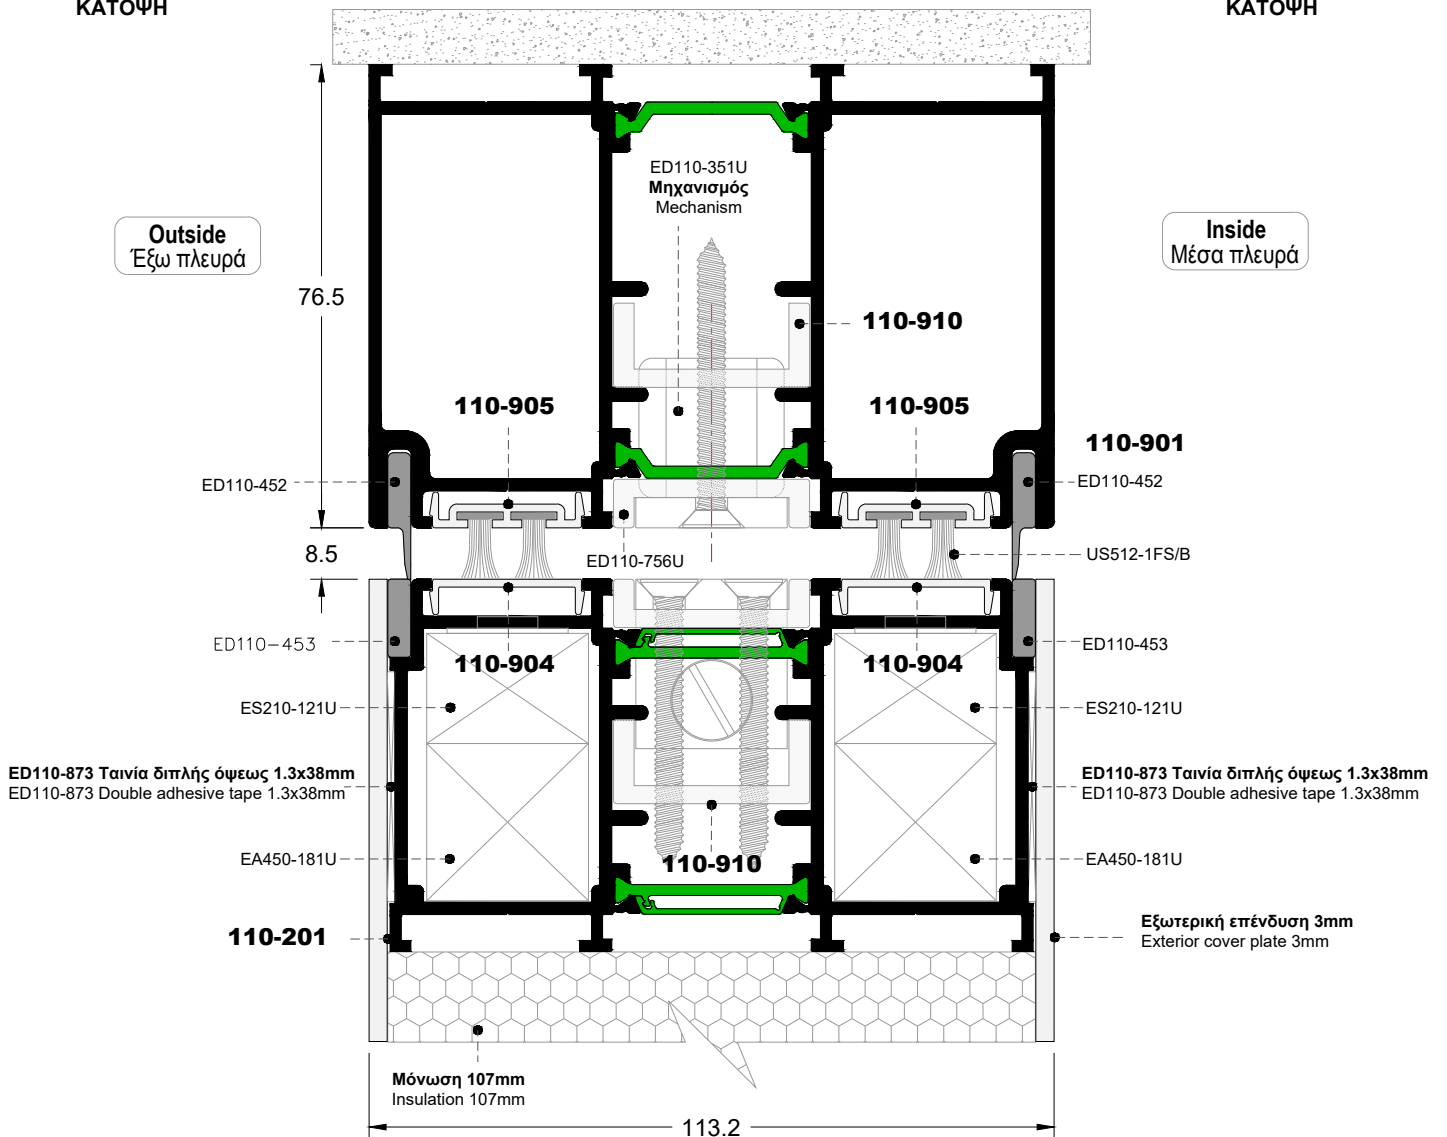 ΚΑΤΟΨΗ
ΚΑΤΟΨΗ
ED110-351U
Μηχανισμός
Mechanism
Outside
Έξω πλευρά
Inside
Μέσα πλευρά
76.5
110-910
110-905
110-905
110-901
ED110-452
ED110-452
8.5
ED110-756U
US512-1FS/B
ED110-453
ED110-453
110-904
110-904
ES210-121U
ES210-121U
ED110-873 Ταινία διπλής όψεως 1.3x38mm
ED110-873 Double adhesive tape 1.3x38mm
ED110-873 Ταινία διπλής όψεως 1.3x38mm
ED110-873 Double adhesive tape 1.3x38mm
EA450-181U
110-910
EA450-181U
110-201
Εξωτερική επένδυση 3mm
Exterior cover plate 3mm
Μόνωση 107mm
Insulation 107mm
113.2